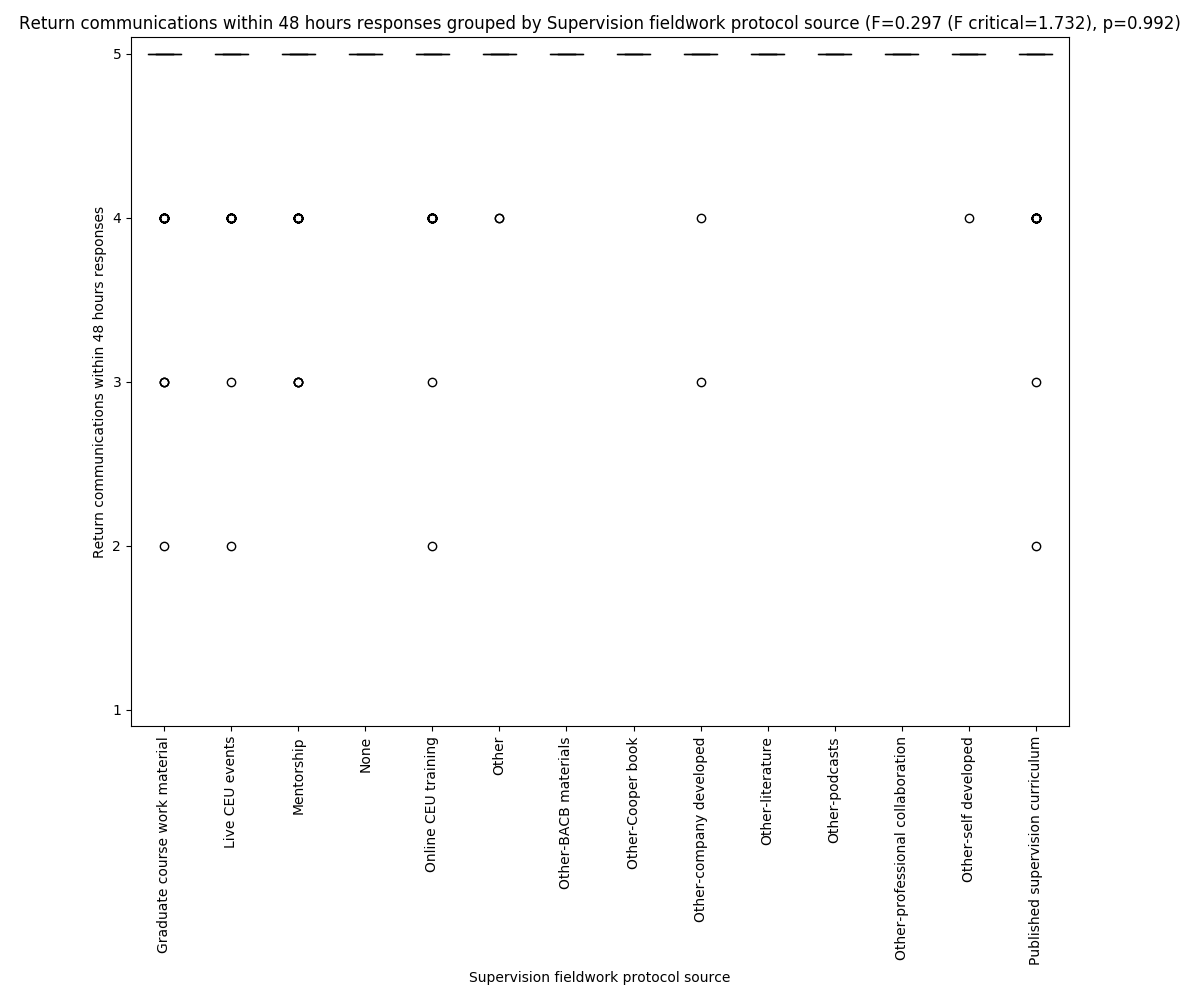 Return communications within 48 hours responses grouped by Supervision fieldwork protocol source (F=0.297 (F critical=1.732), p=0.992)
Return communications within 48 hours responses
5
4
3
2
1
Graduate course work material
Live CEU events
Mentorship
None
Online CEU training
Other
Other-BACB materials
Other-Cooper book
Other-company developed
Other-literature
Other-podcasts
Other-professional collaboration
Other-self developed
Published supervision curriculum
Supervision fieldwork protocol source